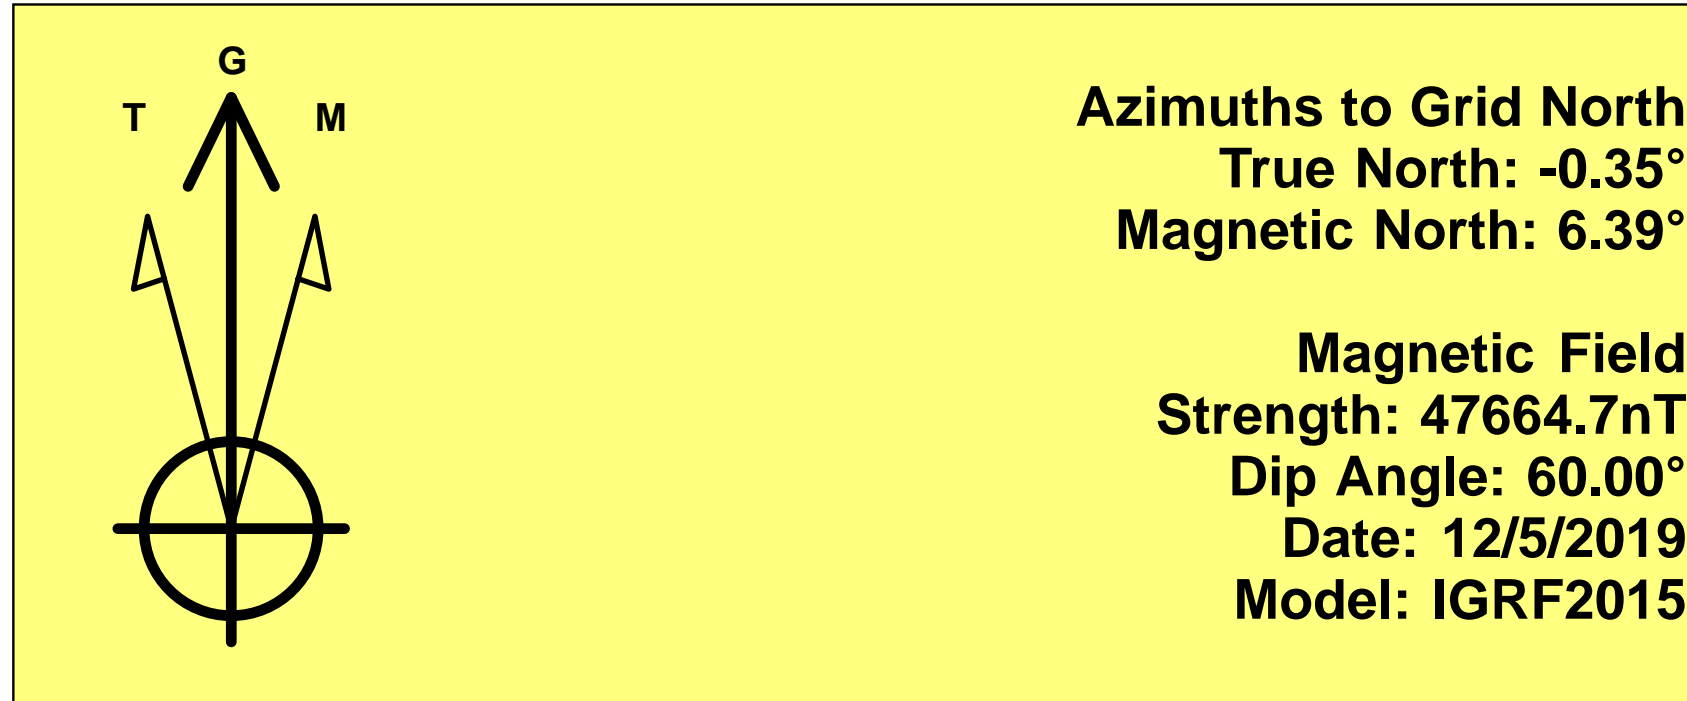 G
T M
Azimuths to Grid North
True North: -0.35°
Magnetic North: 6.39°
Magnetic Field
Strength: 47664.7nT
Dip Angle: 60.00°
Date: 12/5/2019
Model: IGRF2015